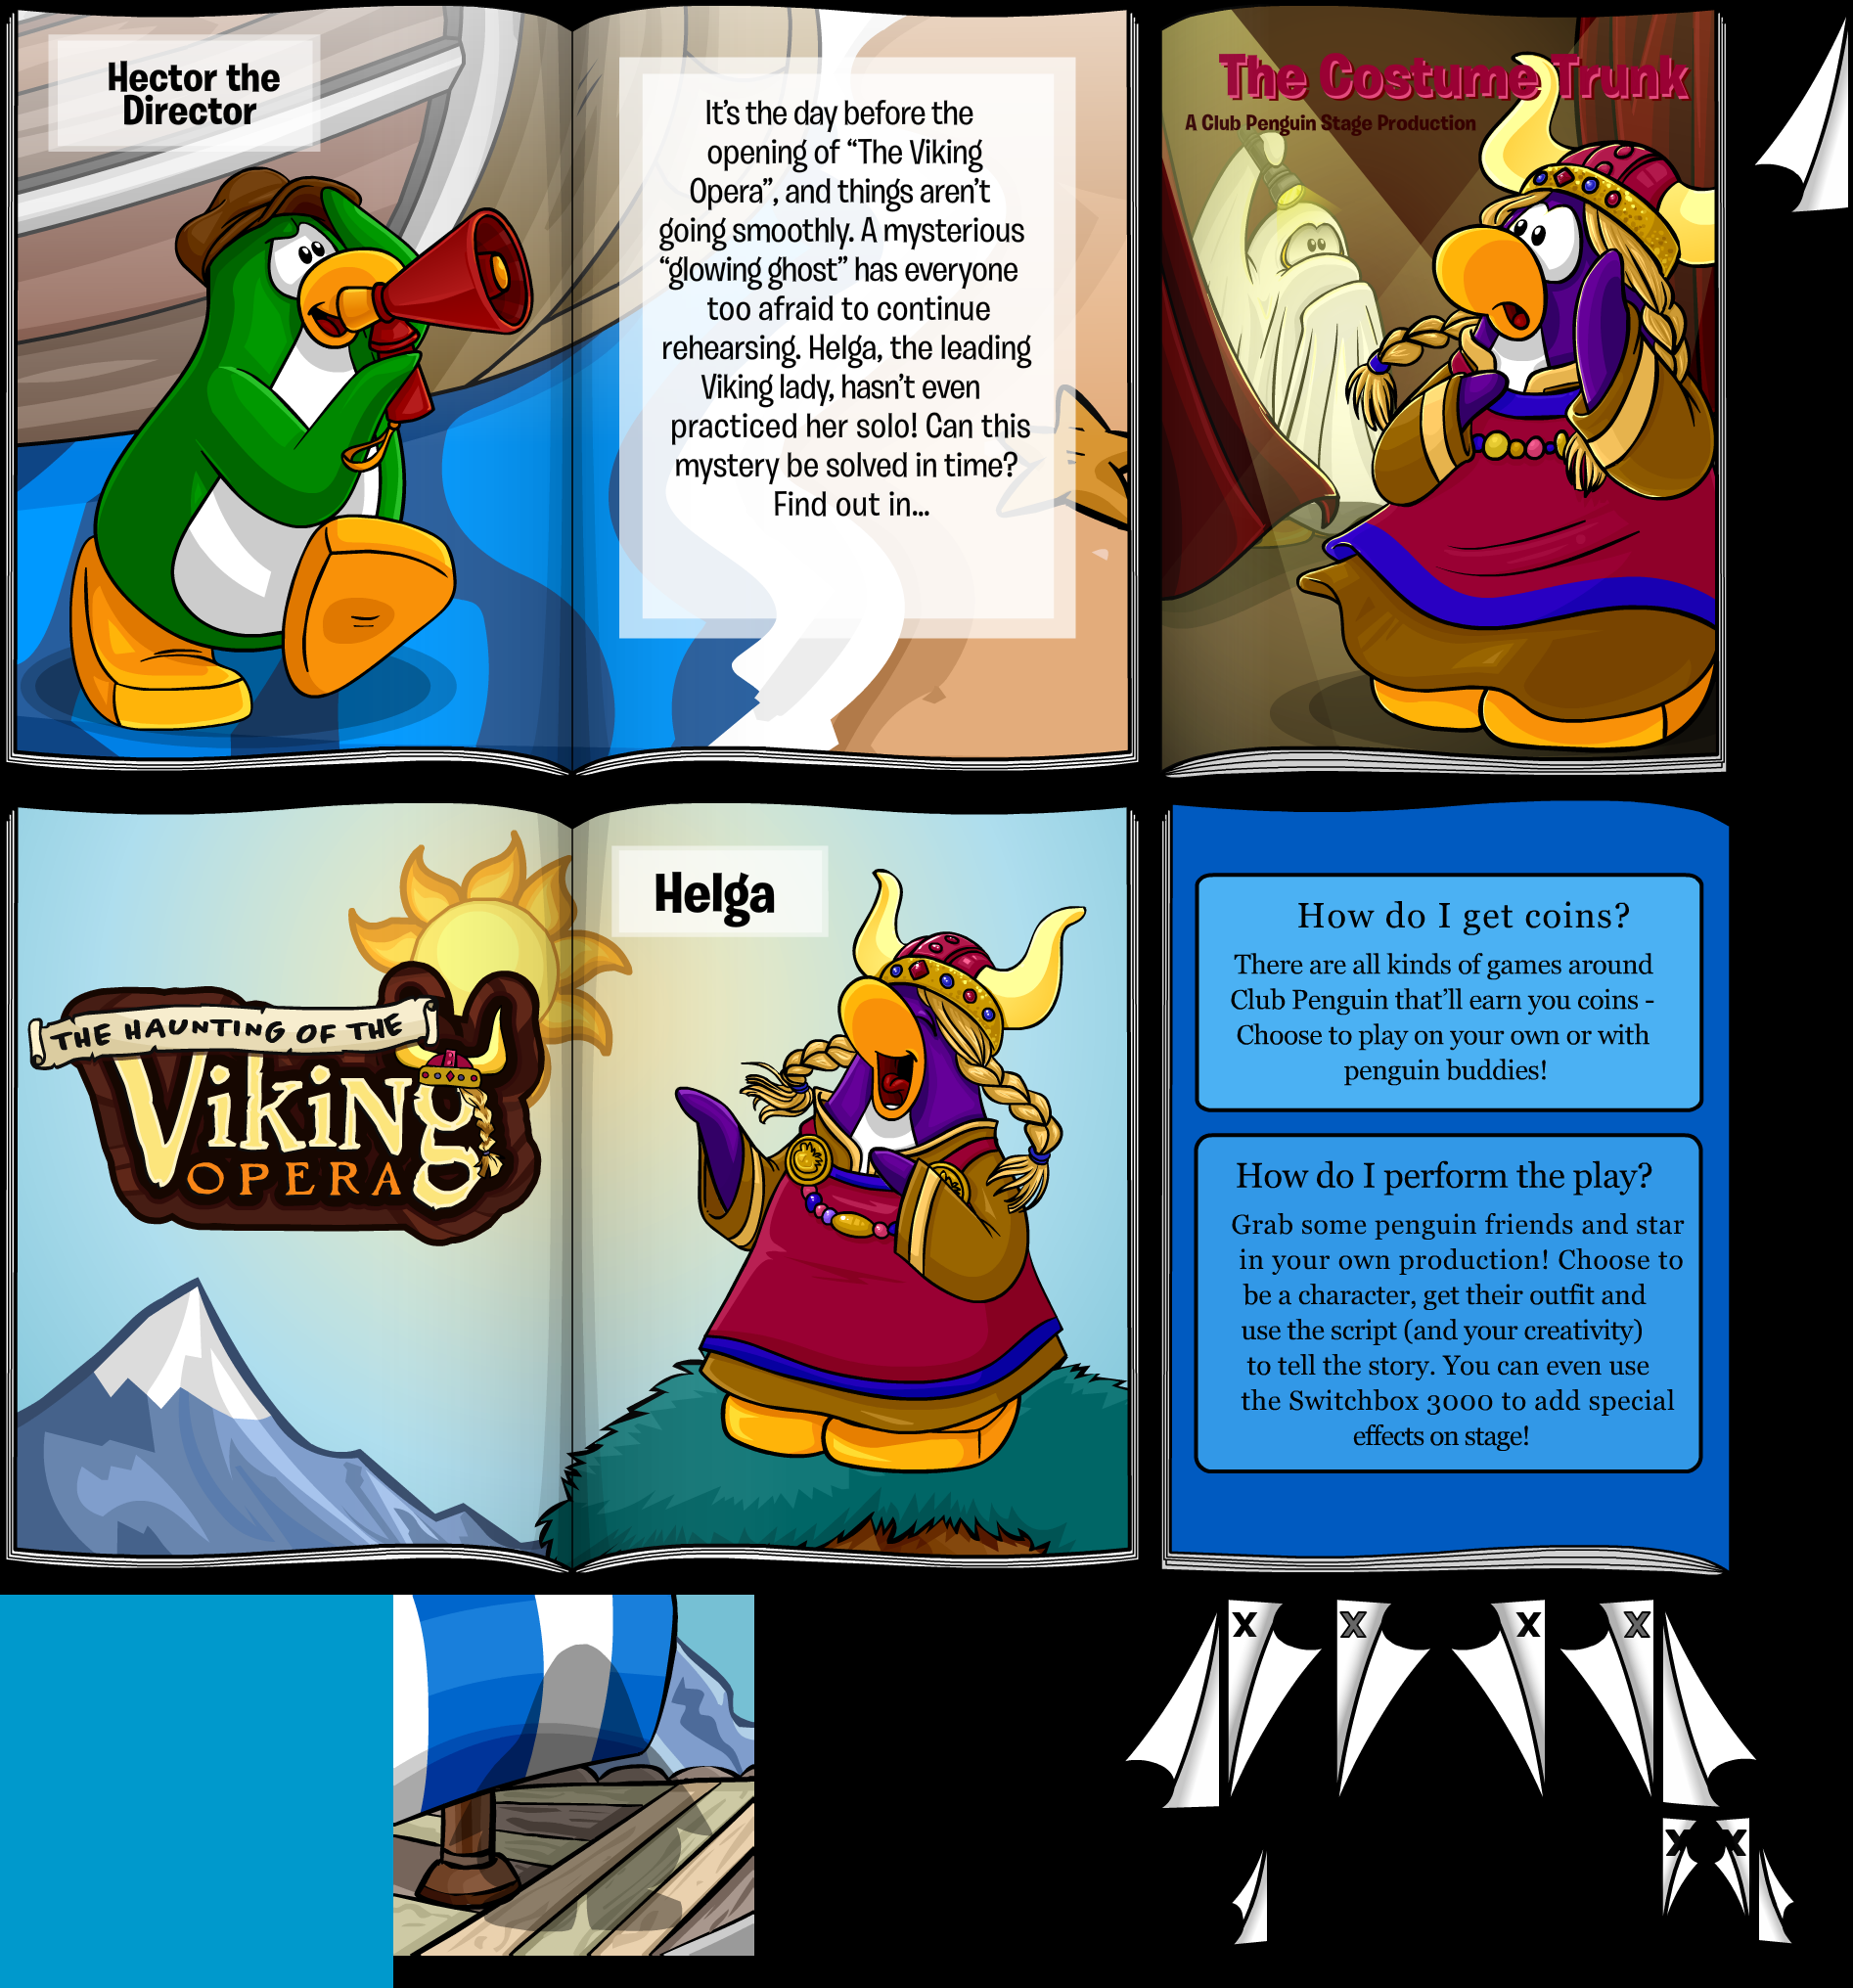 Hector the
Director
It's the day before the
opening of “The Viking
Opera”, and things aren't
going smoothly. A mysterious
“glowing ghost” has everyone
too afraid to continue
rehearsing. Helga, the leading
Viking lady, hasn't even
practiced her solo! Can this
mystery be solved in time?
Find out in...
The Costume Trunk
A Club Penguin Stage Production
THE HAUNTING OF THE
Viking
OPERA
Helga
How do I get coins?
There are all kinds of games around
Club Penguin that’ll earn you coins -
Choose to play on your own or with
penguin buddies!
How do I perform the play?
Grab some penguin friends and star
in your own production! Choose to
be a character, get their outfit and
use the script (and your creativity)
to tell the story. You can even use
the Switchbox 3000 to add special
effects on stage!
X X X X
X X